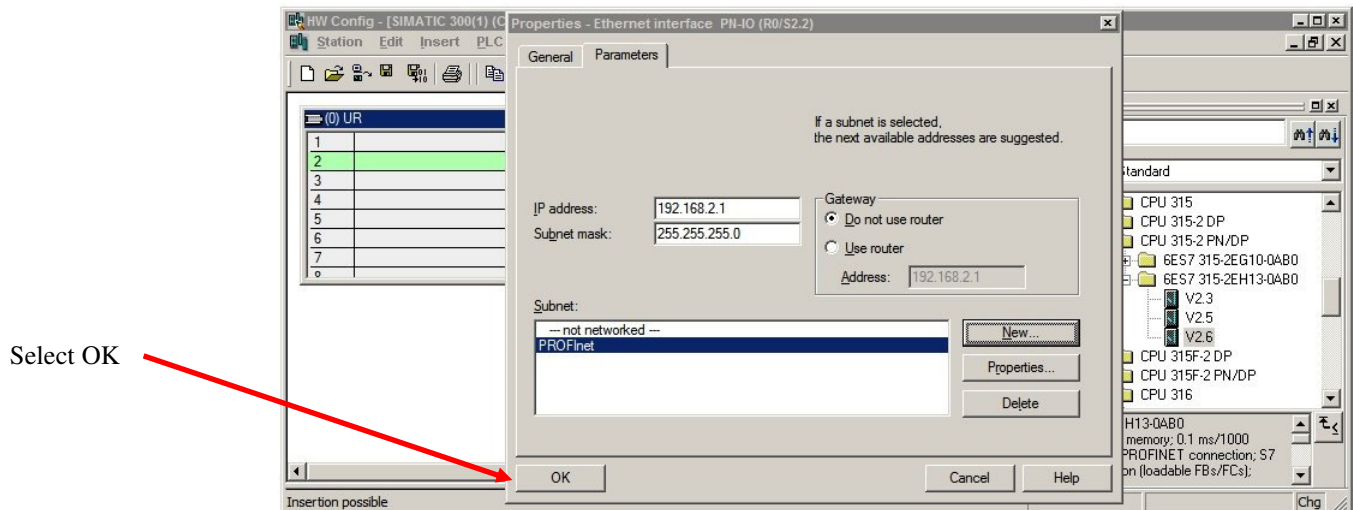 HW Config - [SIMATIC 300(1) (C
Station Edit Insert PLC
(0) UR
1
2
3
4
5
6
7
Properties - Ethernet interface PN-IO (R0/S2.2)
General Parameters
If a subnet is selected,
the next available addresses are suggested.
IP address: 192.168.2.1
Subnet mask: 255.255.255.0
Gateway
Do not use router
Use router
Address: 192.168.2.1
Subnet:
--- not networked ---
PROFInet
New...
Properties...
Delete
OK Cancel Help
Standard
CPU 315
CPU 315-2 DP
CPU 315-2 PN/DP
6ES7 315-2EG10-0AB0
6ES7 315-2EH13-0AB0
V2.3
V2.5
V2.6
CPU 315F-2 DP
CPU 315F-2 PN/DP
CPU 316
H13-0AB0
memory; 0.1 ms/1000
PROFINET connection; S7
on (loadable FBs/FCs);
Insertion possible
Chg
Select OK